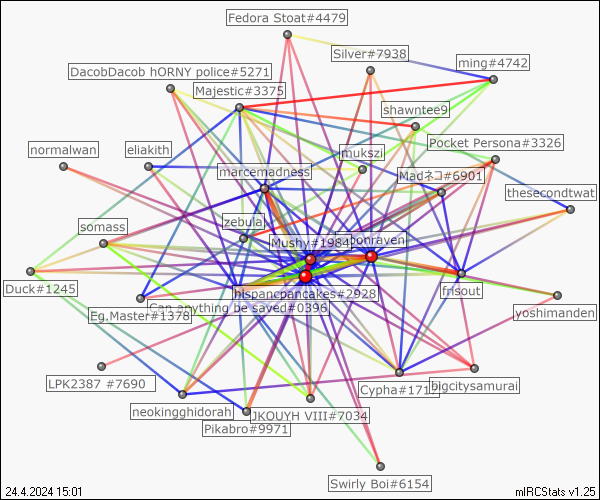 Fedora Stoat#4479
Silver#7938
ming#4742
DacobDacob hORNY police#5271
Majestic#3375
shawntee9
Pocket Persona#3326
normalwan
eliakith
mukszi
marcemadness
Madネコ#6901
thesecondtwat
zebula
somass
Mushy#1984
bonraven
Duck#1245
hispancpancakes#2928
frisout
Can anything be saved#0396
Eg.Master#1378
yoshimanden
LPK2387 #7690
Cypha#171
bigcitysamurai
neokingghidorah
JKOUYH VIII#7034
Pikabro#9971
Swirly Boi#6154
24.4.2024 15:01
mIRCStats v1.25